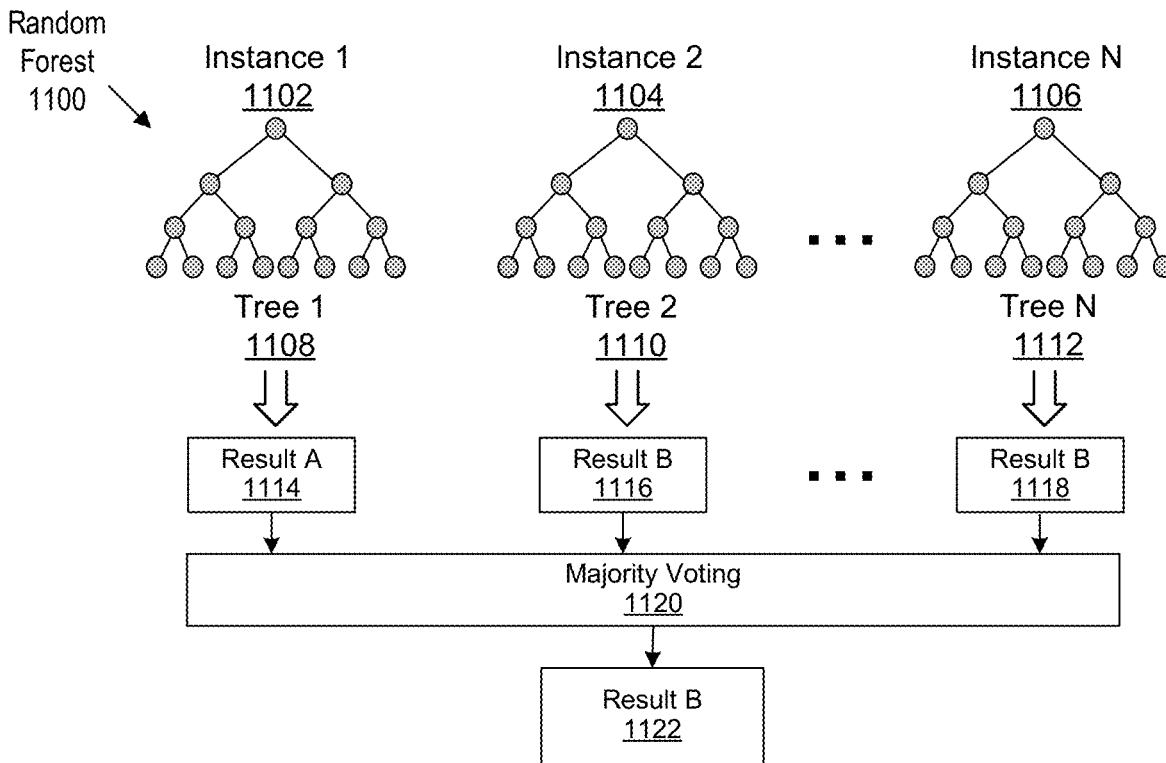 Random
Forest
1100
Instance 1
1102
Instance 2
1104
Instance N
1106
Tree 1
1108
Tree 2
1110
Tree N
1112
Result A
1114
Result B
1116
Result B
1118
Majority Voting
1120
Result B
1122